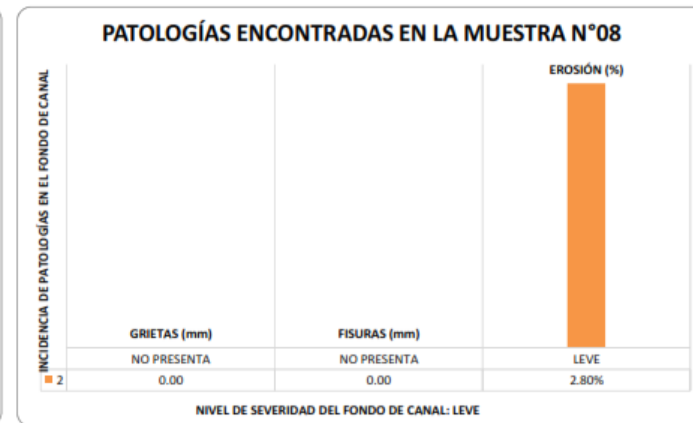 PATOLOGÍAS ENCONTRADAS EN LA MUESTRA N°08
INCIDENCIA DE PATOLOGÍAS EN EL FONDO DE CANAL
EROSIÓN (%)
GRIETAS (mm) FISURAS (mm)
NO PRESENTA NO PRESENTA LEVE
2 0.00 0.00 2.80%
NIVEL DE SEVERIDAD DEL FONDO DE CANAL: LEVE